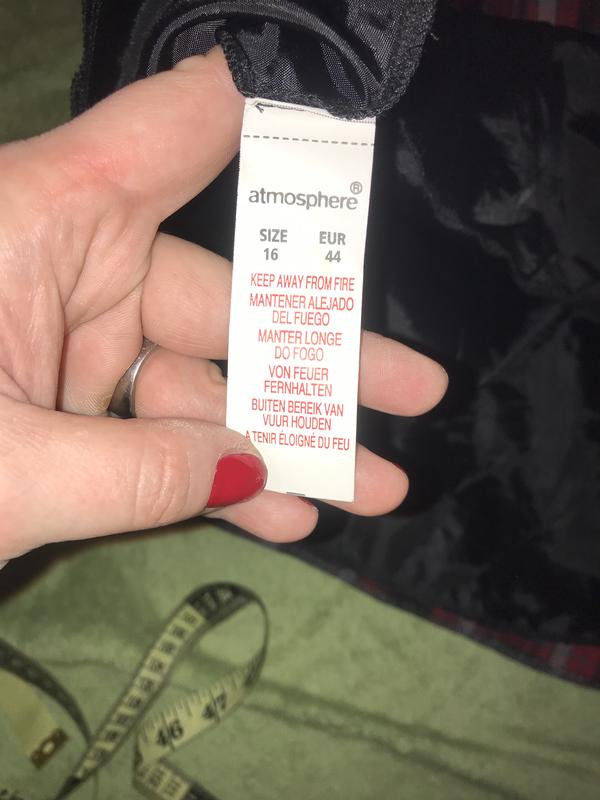 atmosphere®
SIZE EUR
16 44
KEEP AWAY FROM FIRE
MANTENER ALEJADO
DEL FUEGO
MANTER LONGE
DO FOGO
VON FEUER
FERNHALTEN
BUITEN BEREIK VAN
VUUR HOUDEN
A TENIR ÉLOIGNÉ DU FEU
46 47